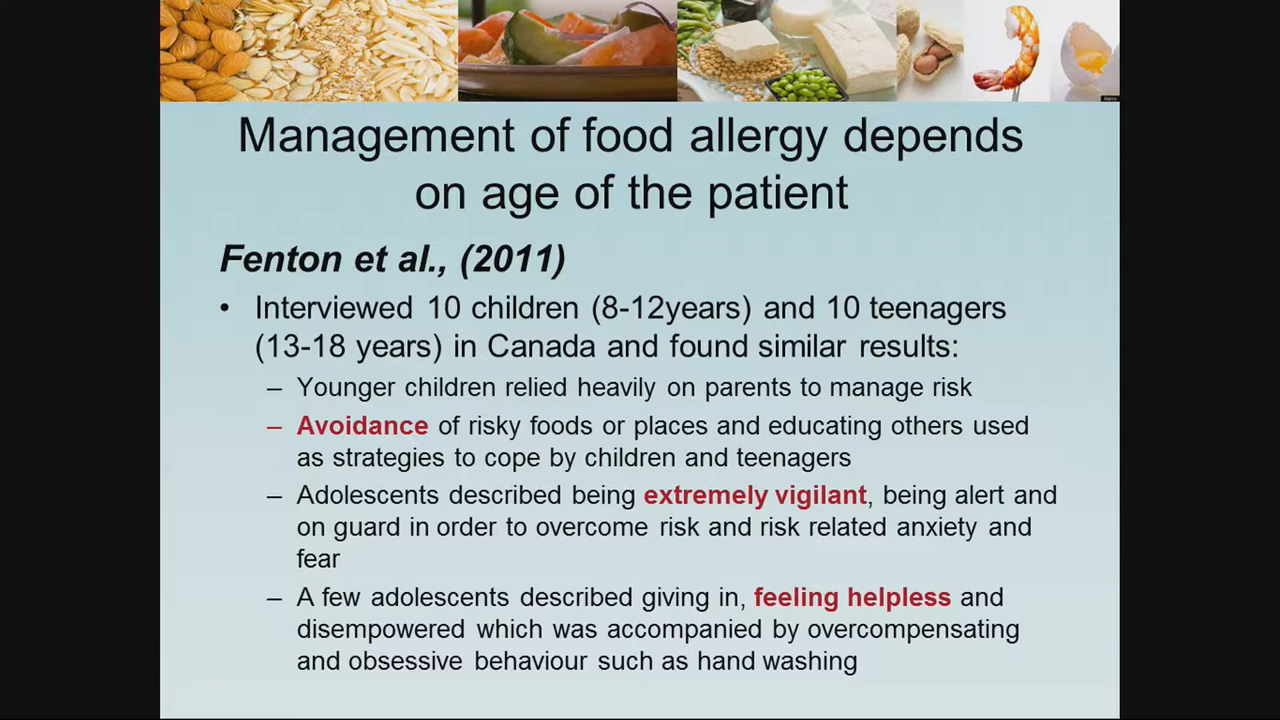 Management of food allergy depends
on age of the patient
Fenton et al., (2011)
• Interviewed 10 children (8-12years) and 10 teenagers
(13-18 years) in Canada and found similar results:
– Younger children relied heavily on parents to manage risk
– Avoidance of risky foods or places and educating others used
as strategies to cope by children and teenagers
– Adolescents described being extremely vigilant, being alert and
on guard in order to overcome risk and risk related anxiety and
fear
– A few adolescents described giving in, feeling helpless and
disempowered which was accompanied by overcompensating
and obsessive behaviour such as hand washing